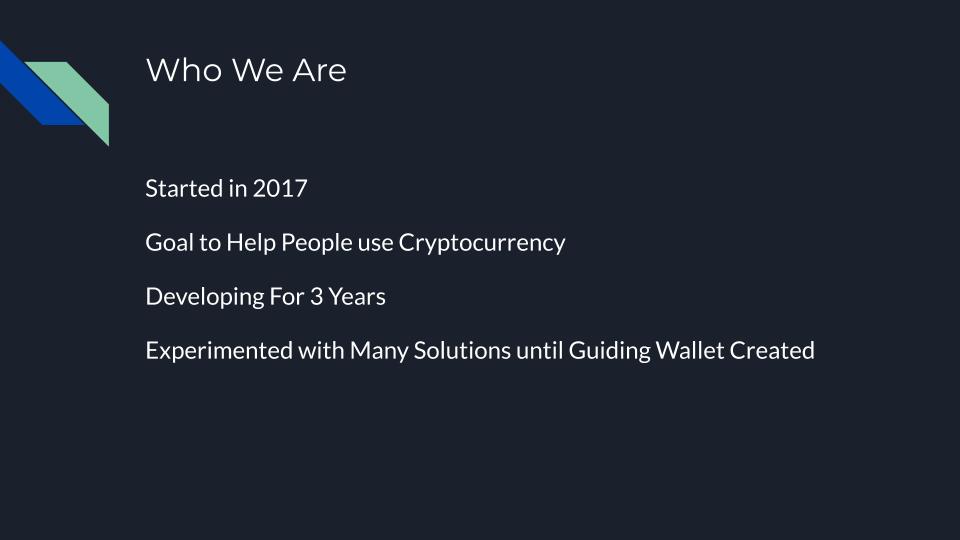 Who We Are
Started in 2017
Goal to Help People use Cryptocurrency
Developing For 3 Years
Experimented with Many Solutions until Guiding Wallet Created